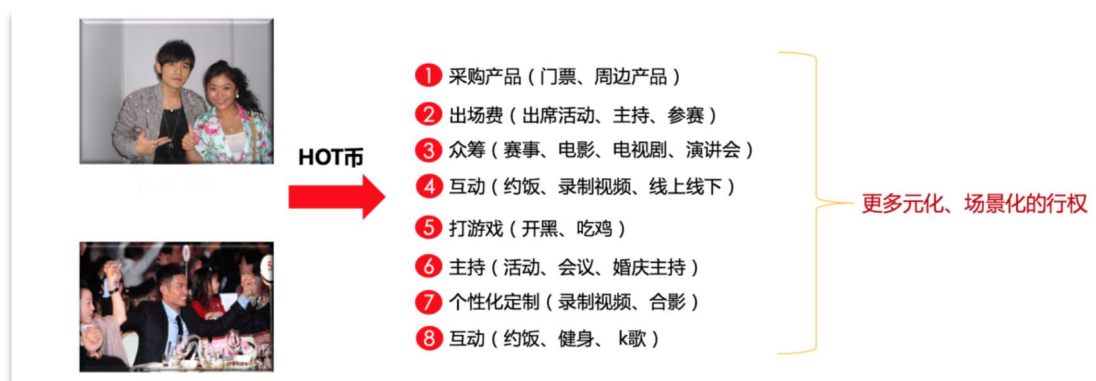 HOT币
1 采购产品（门票、周边产品）
2 出场费（出席活动、主持、参赛）
3 众筹（赛事、电影、电视剧、演讲会）
4 互动（约饭、录制视频、线上线下）
5 打游戏（开黑、吃鸡）
6 主持（活动、会议、婚庆主持）
7 个性化定制（录制视频、合影）
8 互动（约饭、健身、 k歌）
更多元化、场景化的行权